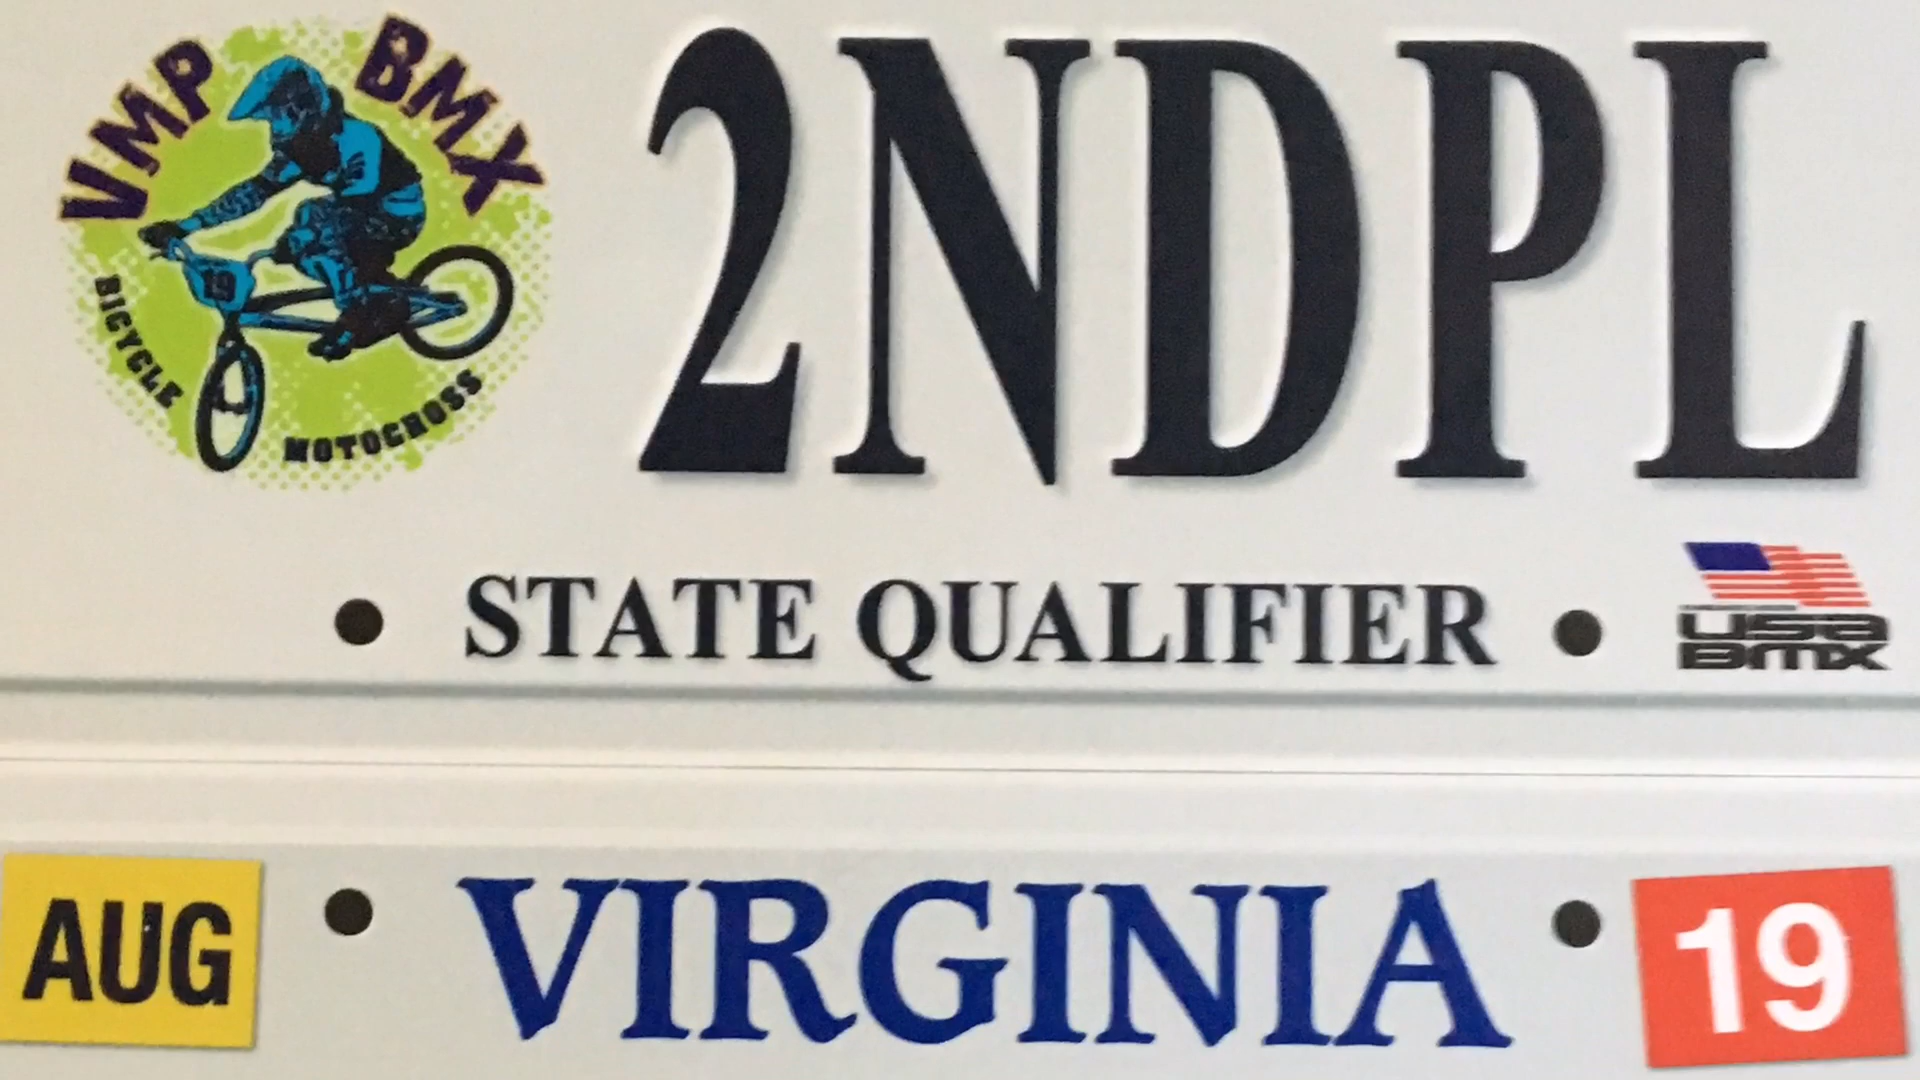 VMP BMX
BICYCLE MOTOCROSS
19
2NDPL
STATE QUALIFIER
USA
BMX
AUG
VIRGINIA
19